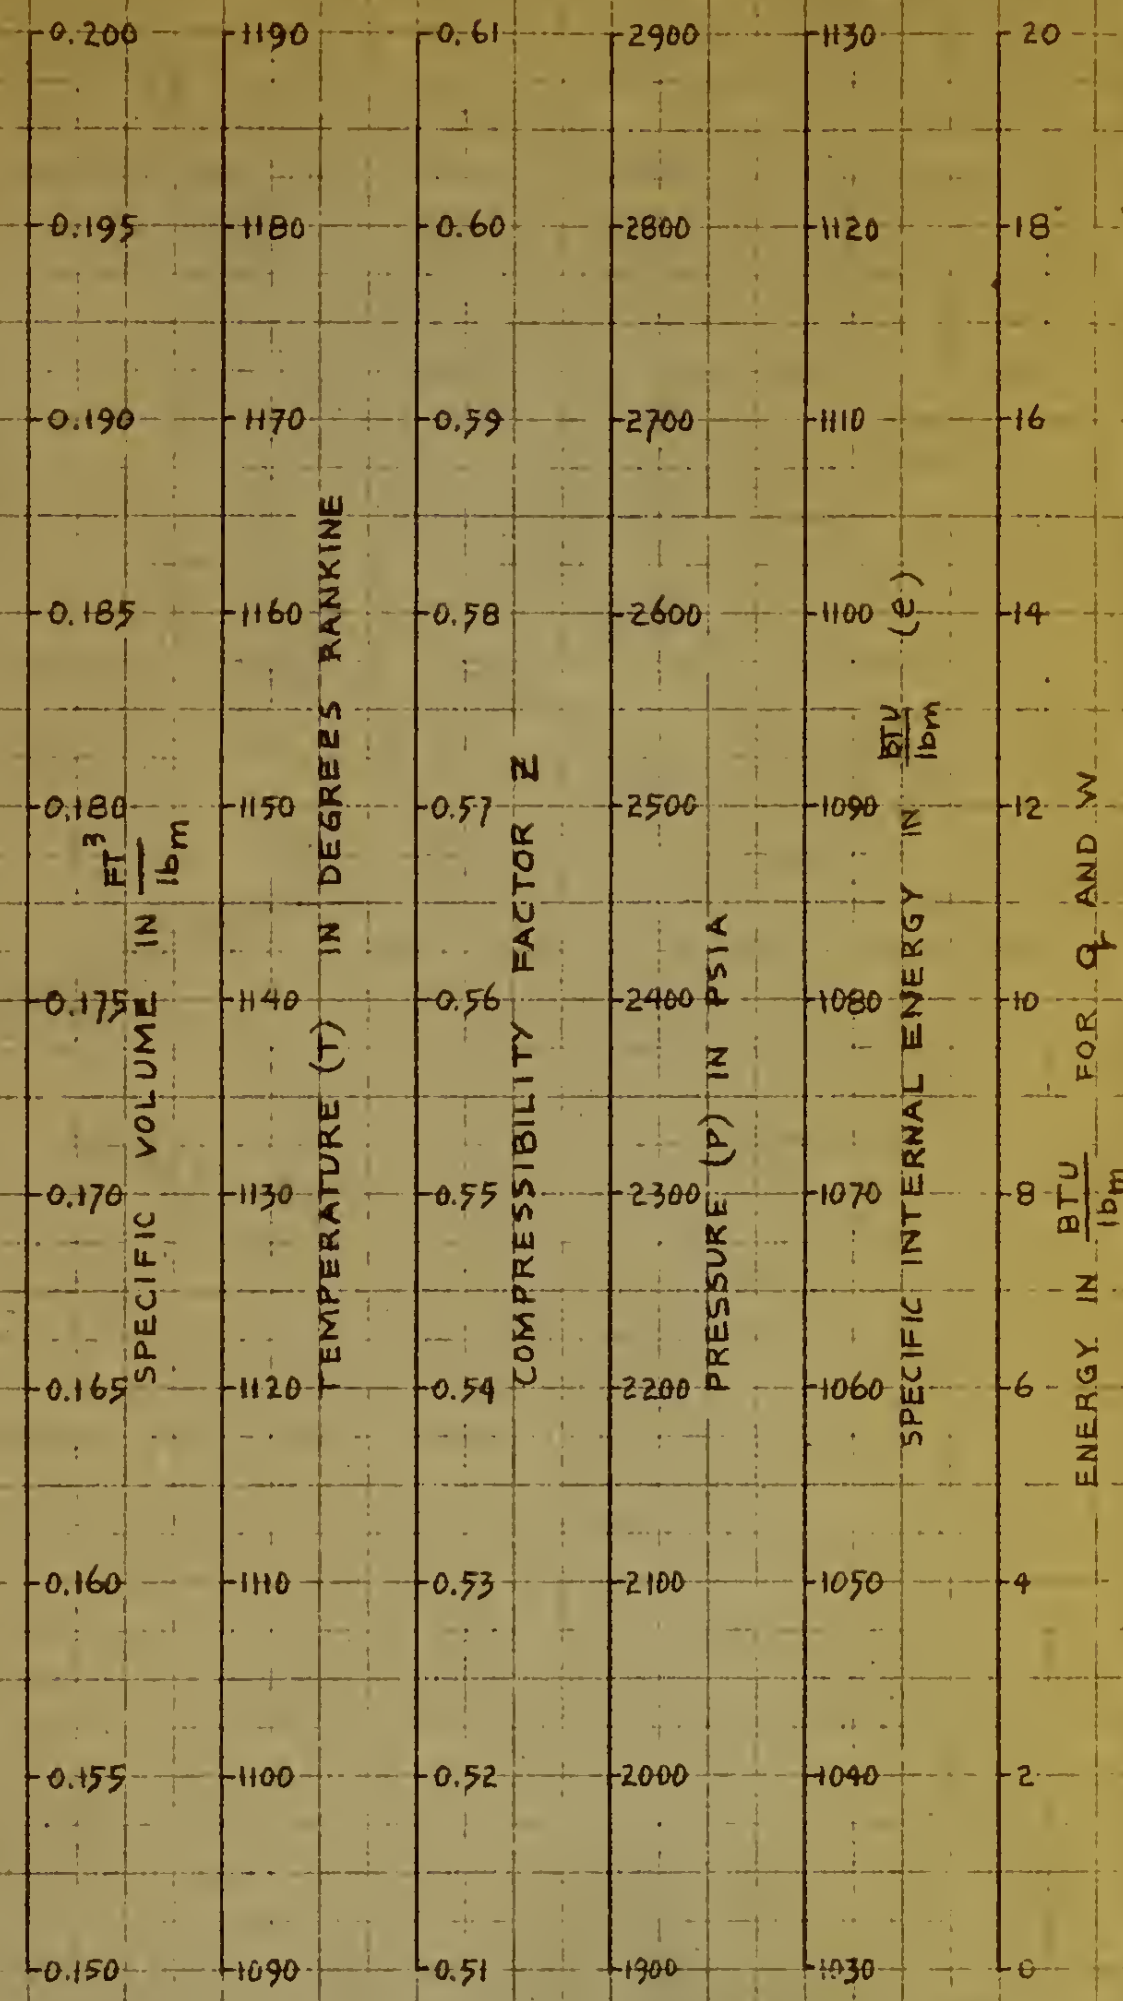 0.200 1190 0.61 2900 1130 20
0.195 1180 0.60 2800 1120 18
0.190 1170 0.59 2700 1110 16
0.185 1160 0.58 2600 1100 14
0.180 1150 0.57 2500 1090 12
0.175 1140 0.56 2400 1080 10
0.170 1130 0.55 2300 1070 8
0.165 1120 0.54 2200 1060 6
0.160 1110 0.53 2100 1050 4
0.155 1100 0.52 2000 1040 2
0.150 1090 0.51 1900 1030 0
SPECIFIC VOLUME IN FT³/lbm
TEMPERATURE (T) IN DEGREES RANKINE
COMPRESSIBILITY FACTOR Z
PRESSURE (P) IN PSIA
SPECIFIC INTERNAL ENERGY IN BTU/lbm (e)
ENERGY IN BTU/lbm FOR q AND W